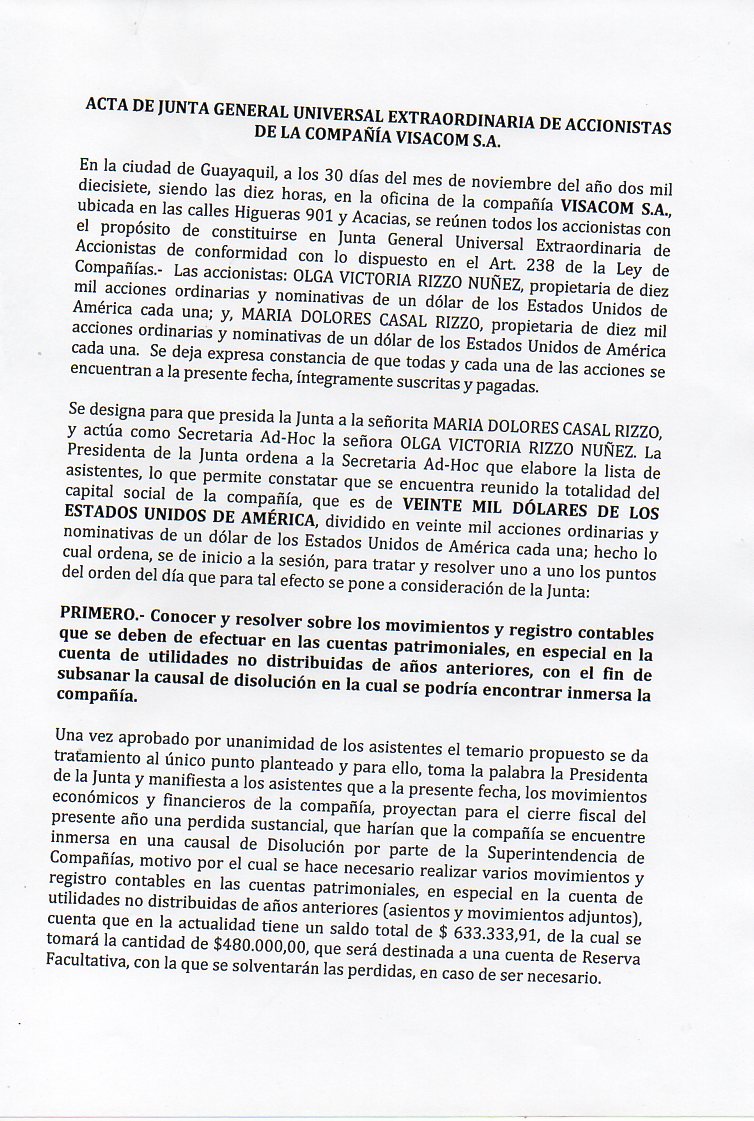 ACTA DE JUNTA GENERAL UNIVERSAL EXTRAORDINARIA DE ACCIONISTAS
DE LA COMPAÑÍA VISACOM S.A.
En la ciudad de Guayaquil, a los 30 días del mes de noviembre del año dos mil
diecisiete, siendo las diez horas, en la oficina de la compañía VISACOM S.A.,
ubicada en las calles Higueras 901 y Acacias, se reúnen todos los accionistas con
el propósito de constituirse en Junta General Universal Extraordinaria de
Accionistas de conformidad con lo dispuesto en el Art. 238 de la Ley de
Compañías.- Las accionistas: OLGA VICTORIA RIZZO NUÑEZ, propietaria de diez
mil acciones ordinarias y nominativas de un dólar de los Estados Unidos de
América cada una; y, MARIA DOLORES CASAL RIZZO, propietaria de diez mil
acciones ordinarias y nominativas de un dólar de los Estados Unidos de América
cada una. Se deja expresa constancia de que todas y cada una de las acciones se
encuentran a la presente fecha, íntegramente suscritas y pagadas.
Se designa para que presida la Junta a la señorita MARIA DOLORES CASAL RIZZO,
y actúa como Secretaria Ad-Hoc la señora OLGA VICTORIA RIZZO NUÑEZ. La
Presidenta de la Junta ordena a la Secretaria Ad-Hoc que elabore la lista de
asistentes, lo que permite constatar que se encuentra reunido la totalidad del
capital social de la compañía, que es de VEINTE MIL DÓLARES DE LOS
ESTADOS UNIDOS DE AMÉRICA, dividido en veinte mil acciones ordinarias y
nominativas de un dólar de los Estados Unidos de América cada una; hecho lo
cual ordena, se de inicio a la sesión, para tratar y resolver uno a uno los puntos
del orden del día que para tal efecto se pone a consideración de la Junta:
PRIMERO.- Conocer y resolver sobre los movimientos y registro contables
que se deben de efectuar en las cuentas patrimoniales, en especial en la
cuenta de utilidades no distribuidas de años anteriores, con el fin de
subsanar la causal de disolución en la cual se podría encontrar inmersa la
compañía.
Una vez aprobado por unanimidad de los asistentes el temario propuesto se da
tratamiento al único punto planteado y para ello, toma la palabra la Presidenta
de la Junta y manifiesta a los asistentes que a la presente fecha, los movimientos
económicos y financieros de la compañía, proyectan para el cierre fiscal del
presente año una perdida sustancial, que harían que la compañía se encuentre
inmersa en una causal de Disolución por parte de la Superintendencia de
Compañías, motivo por el cual se hace necesario realizar varios movimientos y
registro contables en las cuentas patrimoniales, en especial en la cuenta de
utilidades no distribuidas de años anteriores (asientos y movimientos adjuntos),
cuenta que en la actualidad tiene un saldo total de $ 633.333,91, de la cual se
tomará la cantidad de $480.000,00, que será destinada a una cuenta de Reserva
Facultativa, con la que se solventarán las perdidas, en caso de ser necesario.